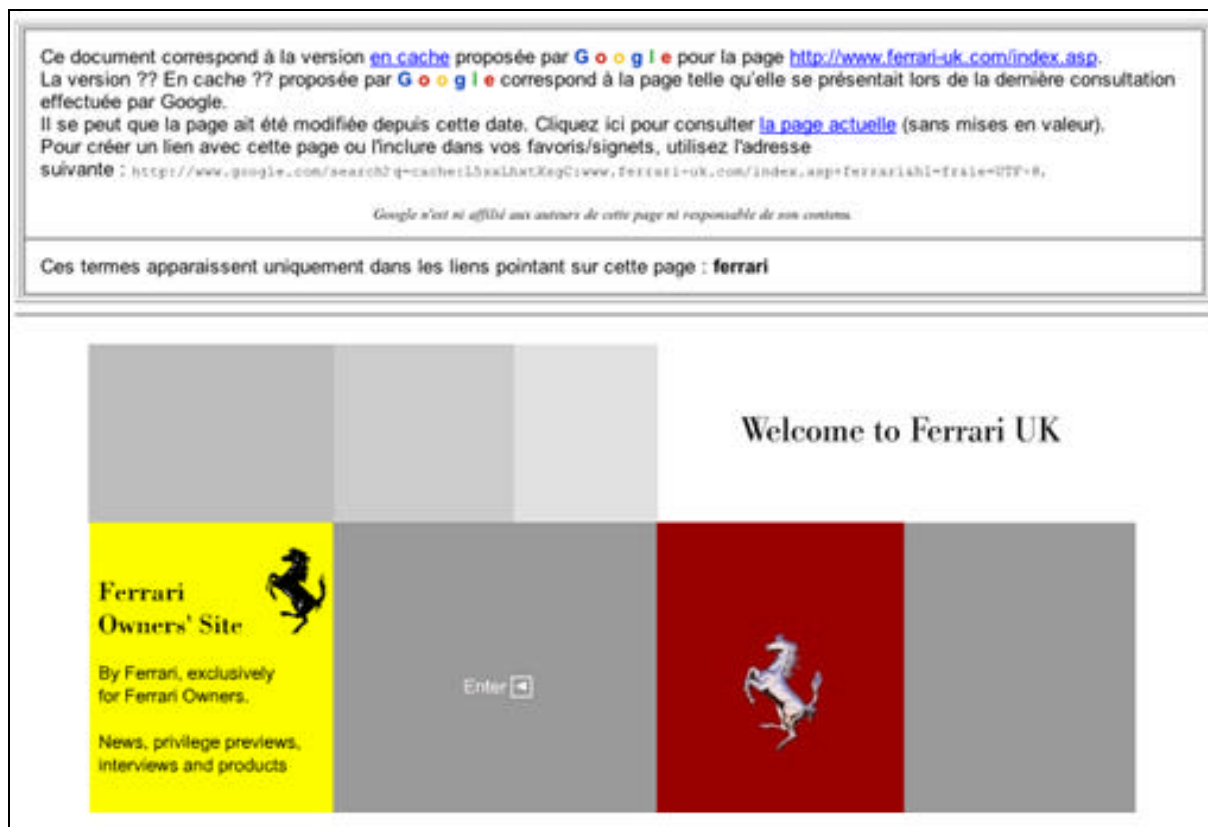 Ce document correspond à la version en cache proposée par Google pour la page http://www.ferrari-uk.com/index.asp.
La version ?? En cache ?? proposée par Google correspond à la page telle qu'elle se présentait lors de la dernière consultation
effectuée par Google.
Il se peut que la page ait été modifiée depuis cette date. Cliquez ici pour consulter la page actuelle (sans mises en valeur).
Pour créer un lien avec cette page ou l'inclure dans vos favoris/signets, utilisez l'adresse
suivante :
Google n'est ni affilié aux auteurs de cette page ni responsable de son contenu.
Ces termes apparaissent uniquement dans les liens pointant sur cette page : ferrari
Welcome to Ferrari UK
Ferrari
Owners' Site
By Ferrari, exclusively
for Ferrari Owners.
News, privilege previews,
interviews and products
Enter